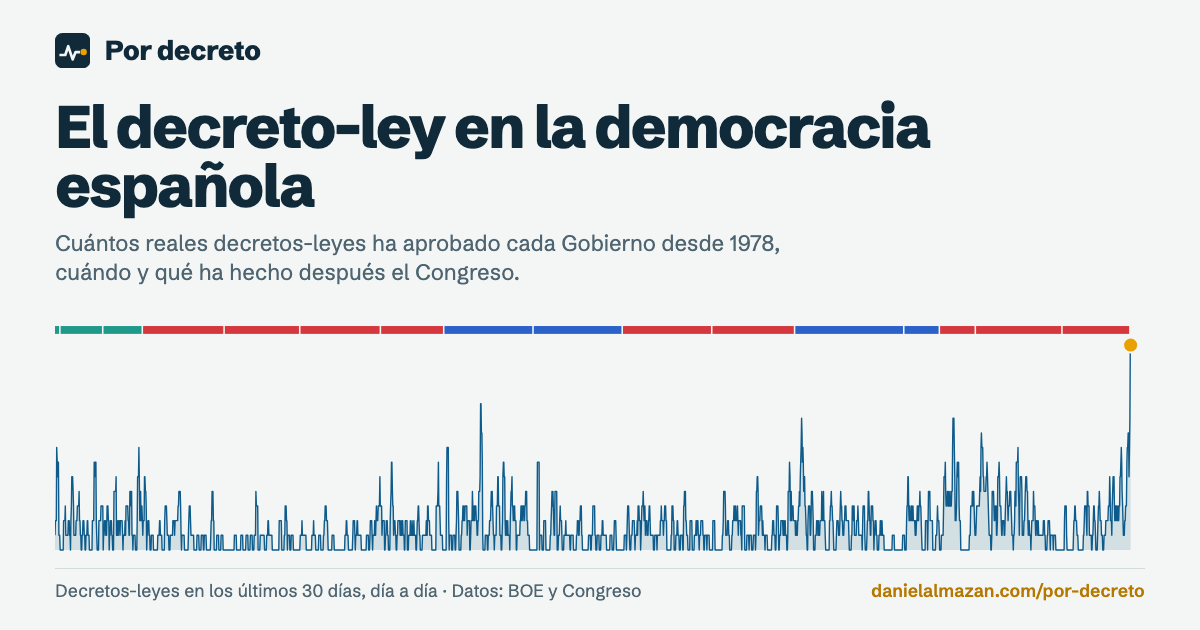 Por decreto
El decreto-ley en la democracia
española
Cuántos reales decretos-leyes ha aprobado cada Gobierno desde 1978,
cuándo y qué ha hecho después el Congreso.
Decretos-leyes en los últimos 30 días, día a día · Datos: BOE y Congreso
danielalmazan.com/por-decreto